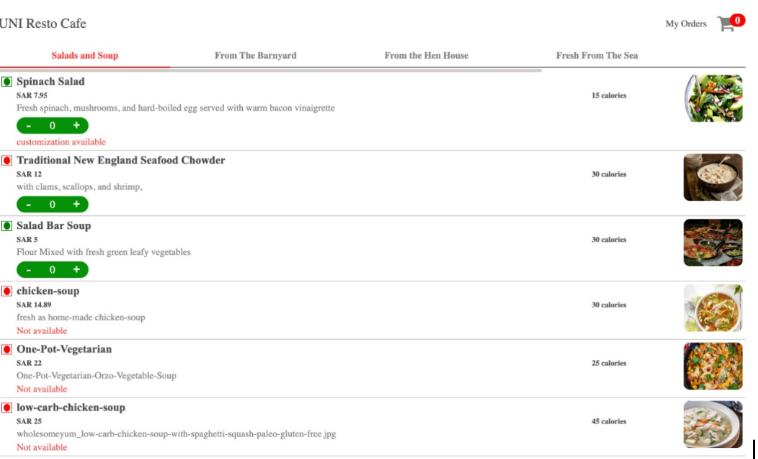 UNI Resto Cafe
My Orders
0
Salads and Soup
From The Barnyard
From the Hen House
Fresh From The Sea
Spinach Salad
SAR 7.95
15 calories
Fresh spinach, mushrooms, and hard-boiled egg served with warm bacon vinaigrette
- 0 +
customization available
Traditional New England Seafood Chowder
SAR 12
30 calories
with clams, scallops, and shrimp,
- 0 +
Salad Bar Soup
SAR 5
30 calories
Flour Mixed with fresh green leafy vegetables
- 0 +
chicken-soup
SAR 14.89
30 calories
fresh as home-made chicken-soup
Not available
One-Pot-Vegetarian
SAR 22
25 calories
One-Pot-Vegetarian-Orzo-Vegetable-Soup
Not available
low-carb-chicken-soup
SAR 25
45 calories
wholesomeyum_low-carb-chicken-soup-with-spaghetti-squash-paleo-gluten-free.jpg
Not available